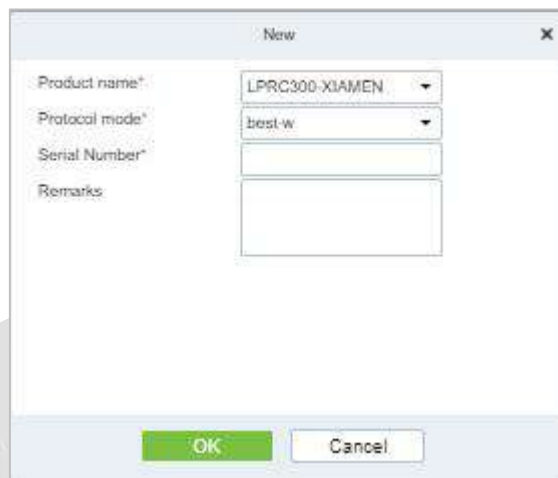 New
Product name* LPRC300-XIAMEN
Protocol mode* best-w
Serial Number*
Remarks
OK Cancel